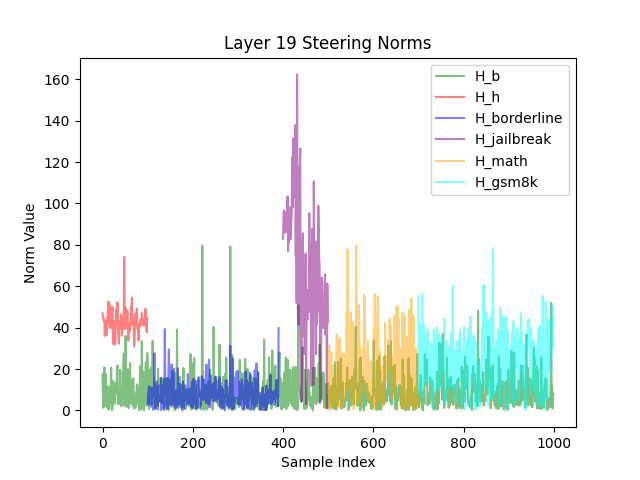 Layer 19 Steering Norms
Norm Value
160
140
120
100
80
60
40
20
0
H_b
H_h
H_borderline
H_jailbreak
H_math
H_gsm8k
0
200
400
600
800
1000
Sample Index